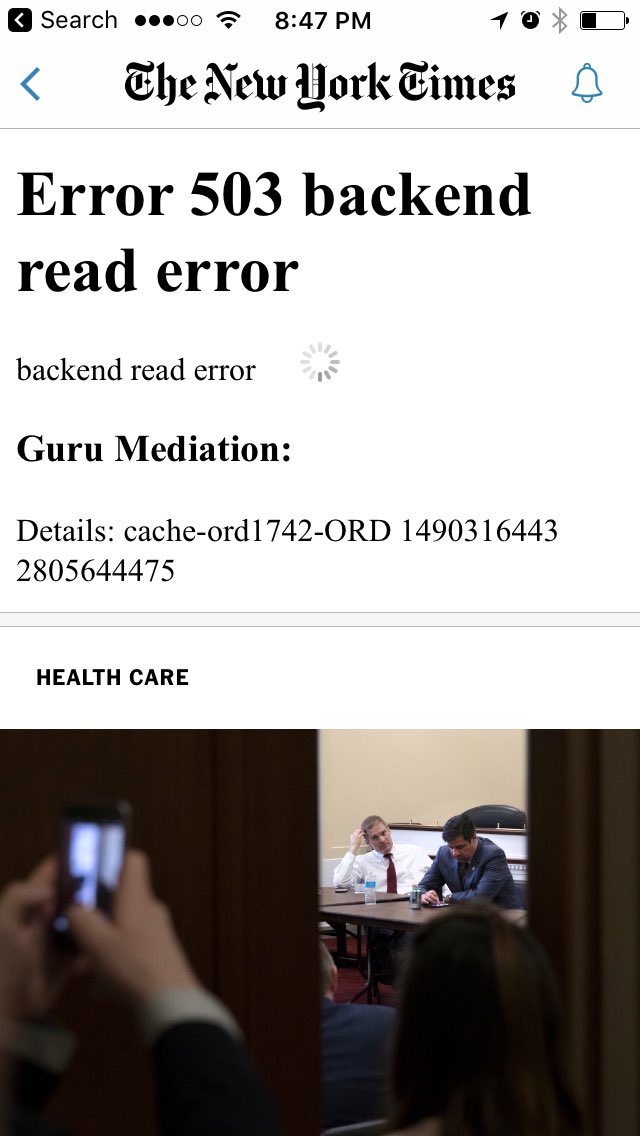 Search 8:47 PM
The New York Times
Error 503 backend
read error
backend read error
Guru Mediation:
Details: cache-ord1742-ORD 1490316443
2805644475
HEALTH CARE